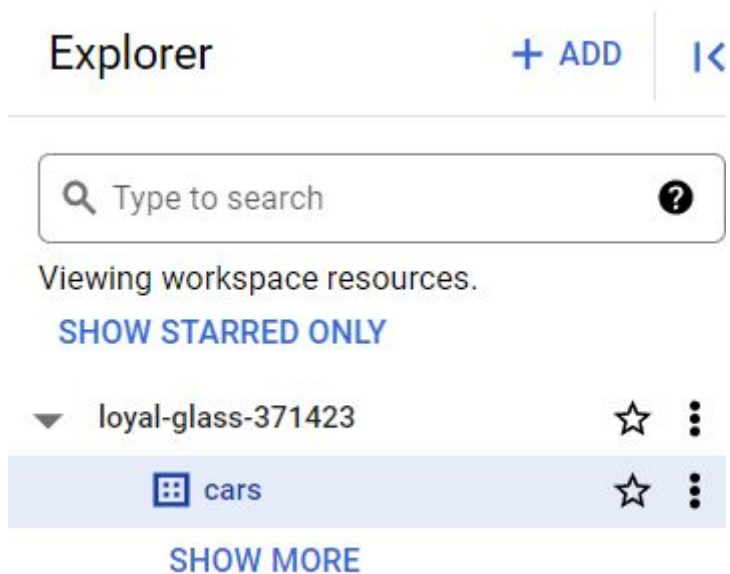 Explorer + ADD
Type to search
Viewing workspace resources.
SHOW STARRED ONLY
loyal-glass-371423
cars
SHOW MORE